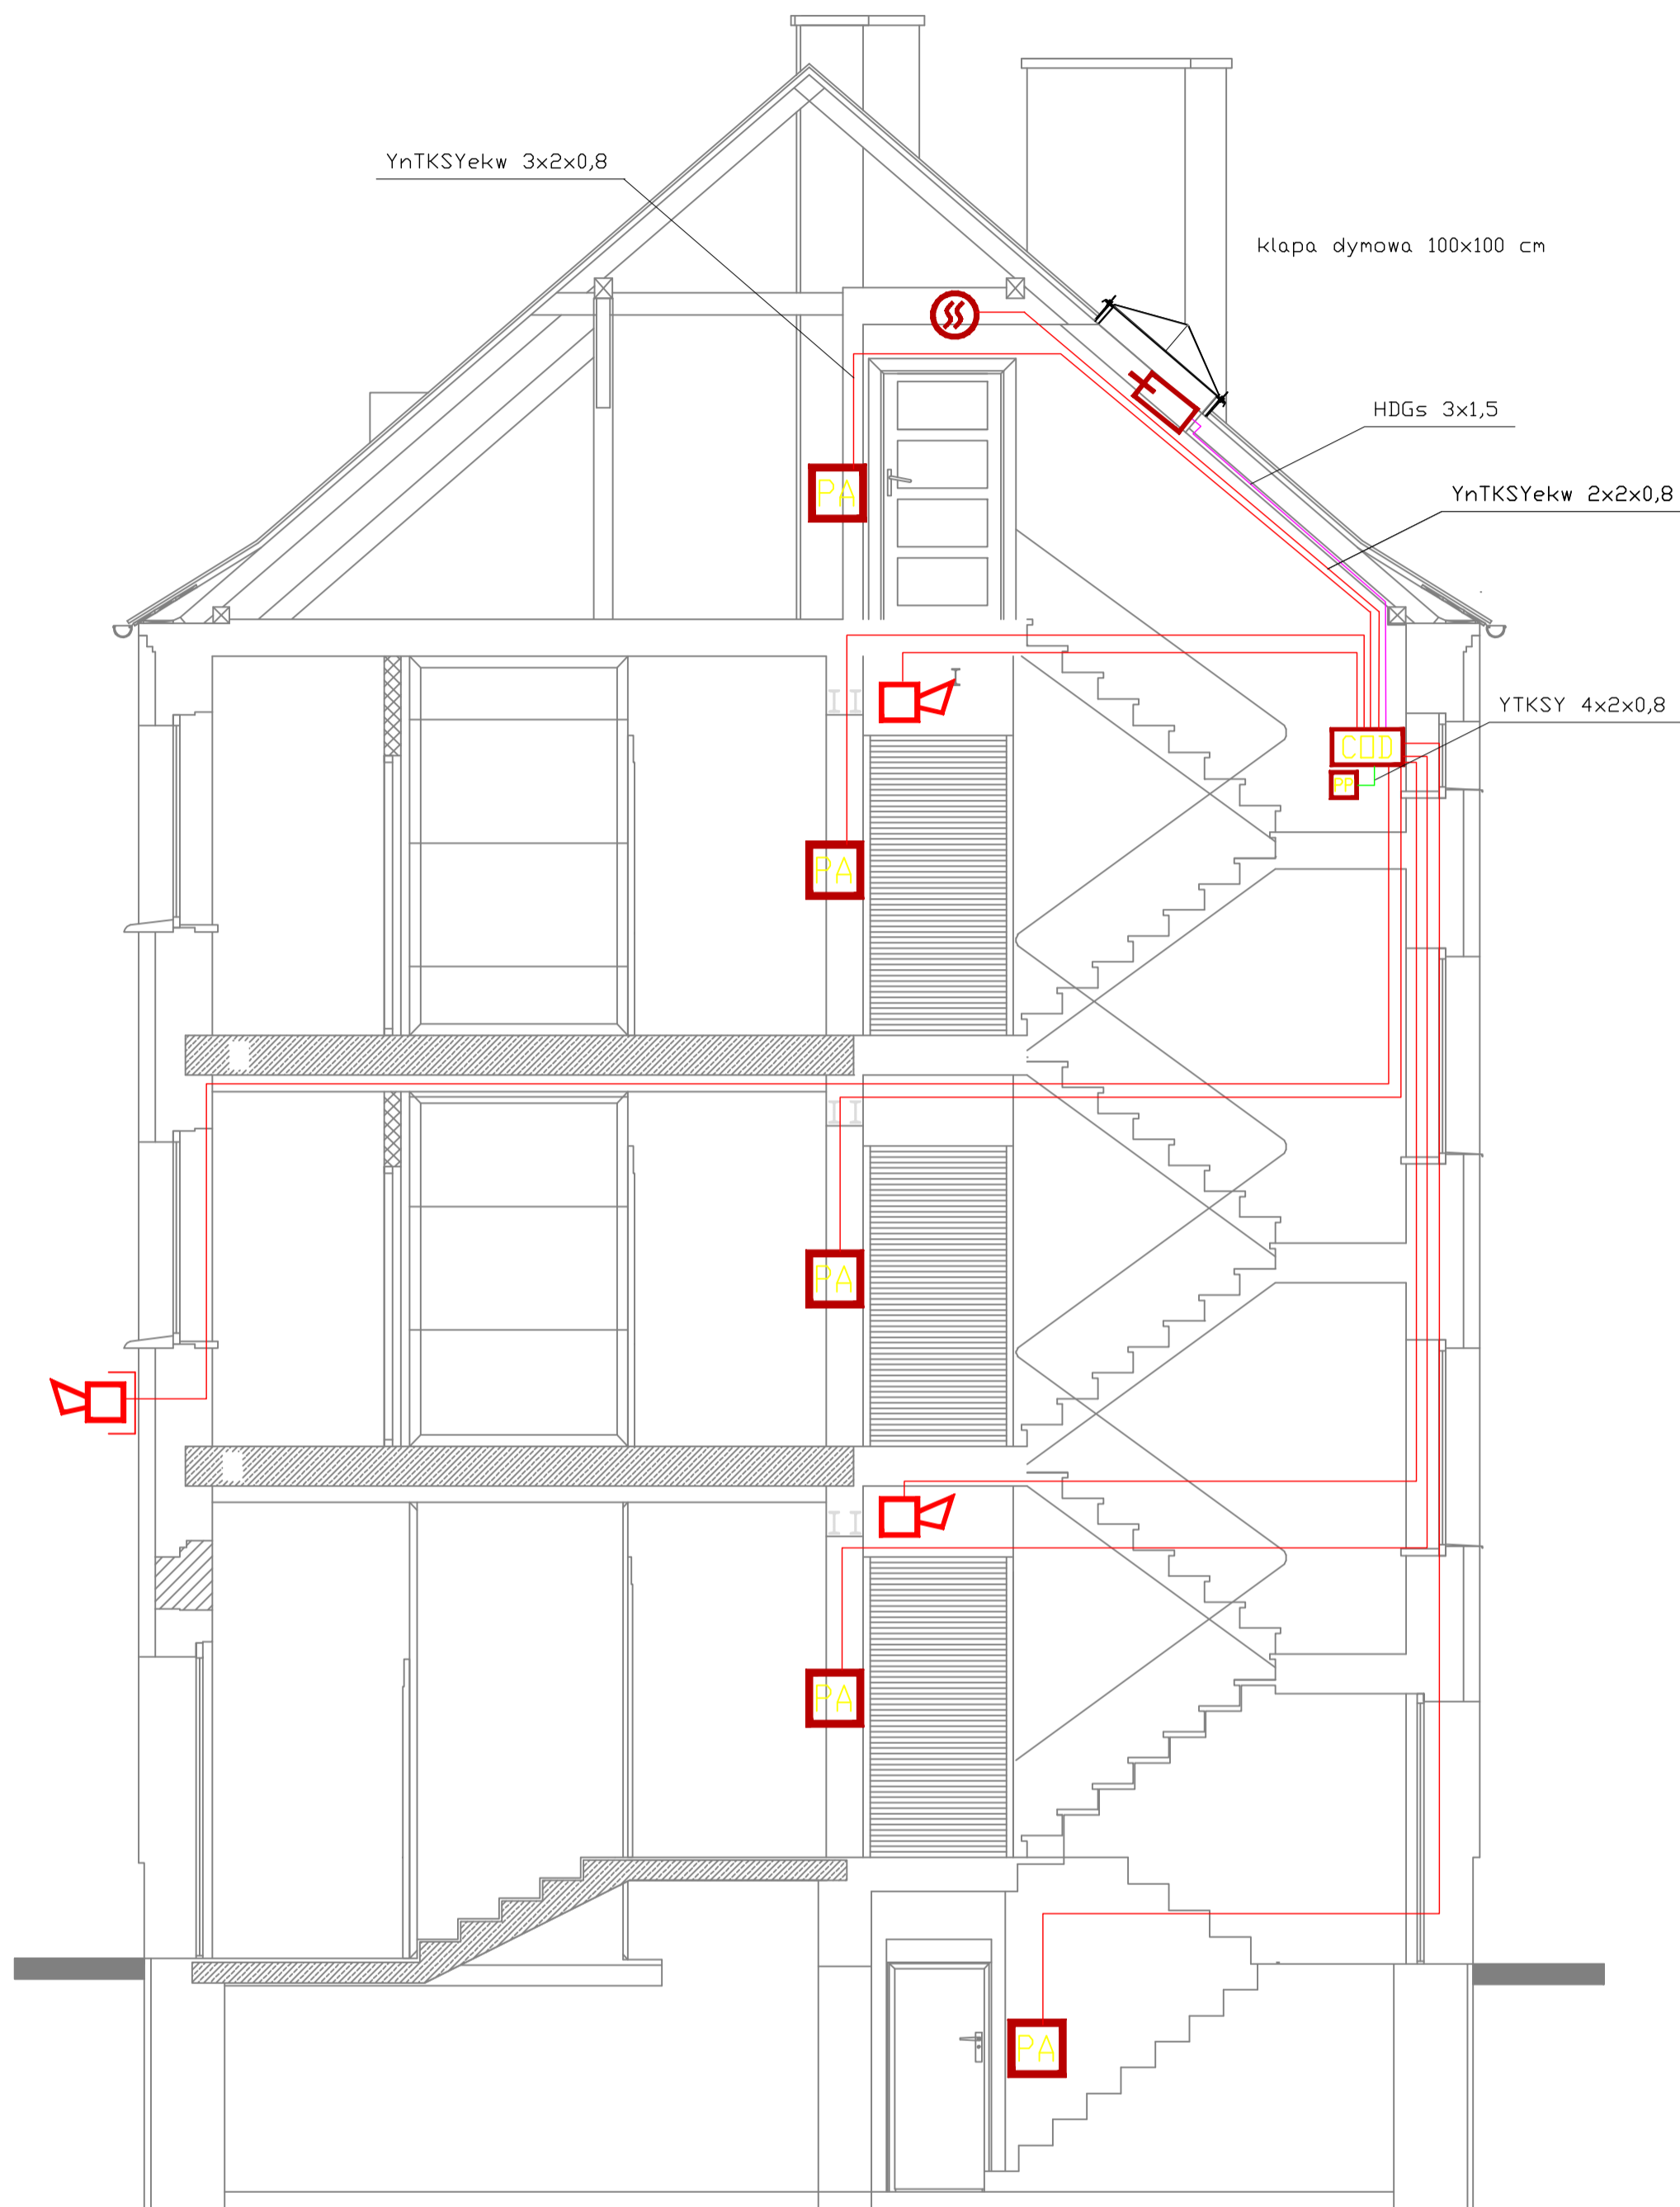 YnTKSYekw 3x2x0,8
klapa dymowa 100x100 cm
HDGs 3x1,5
YnTKSYekw 2x2x0,8
PA
YTKSY 4x2x0,8
COD
PP
PA
PA
PA
PA